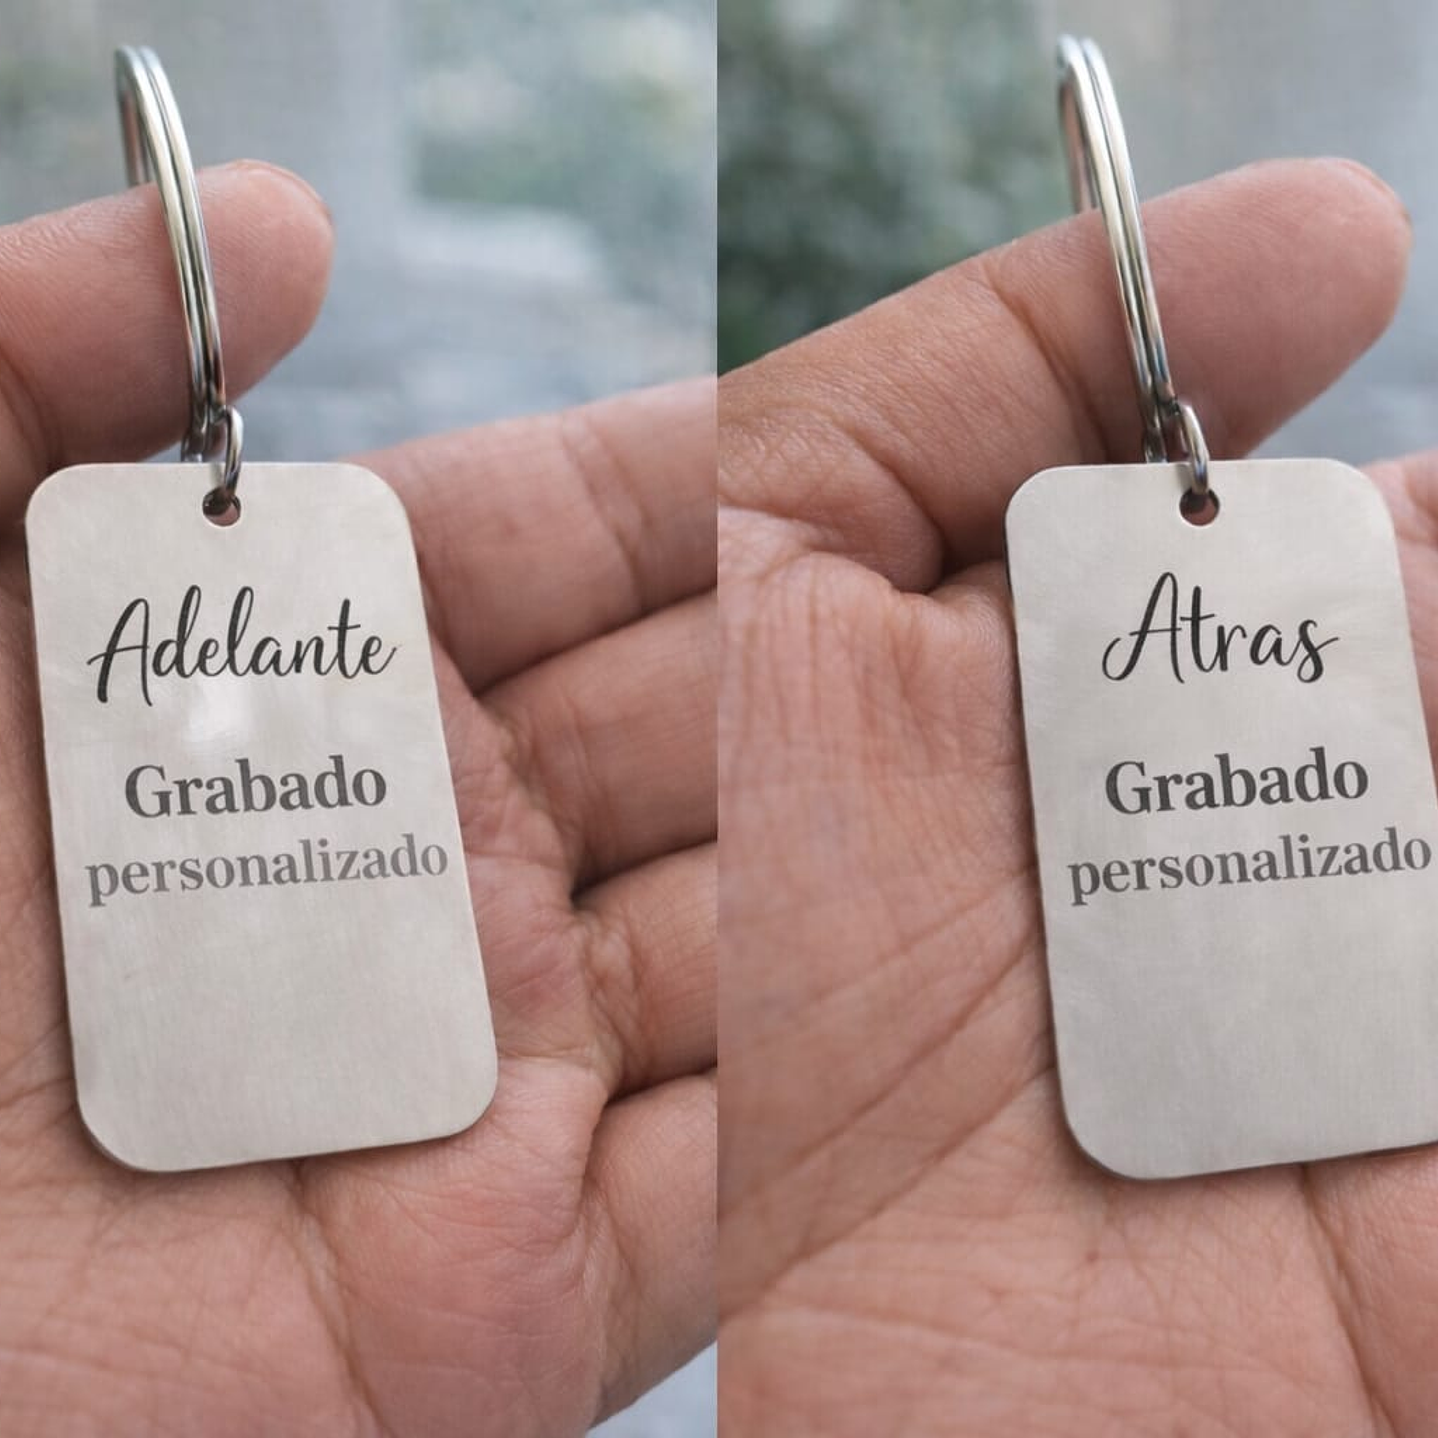 Adelante
Grabado
personalizado
Atras
Grabado
personalizado